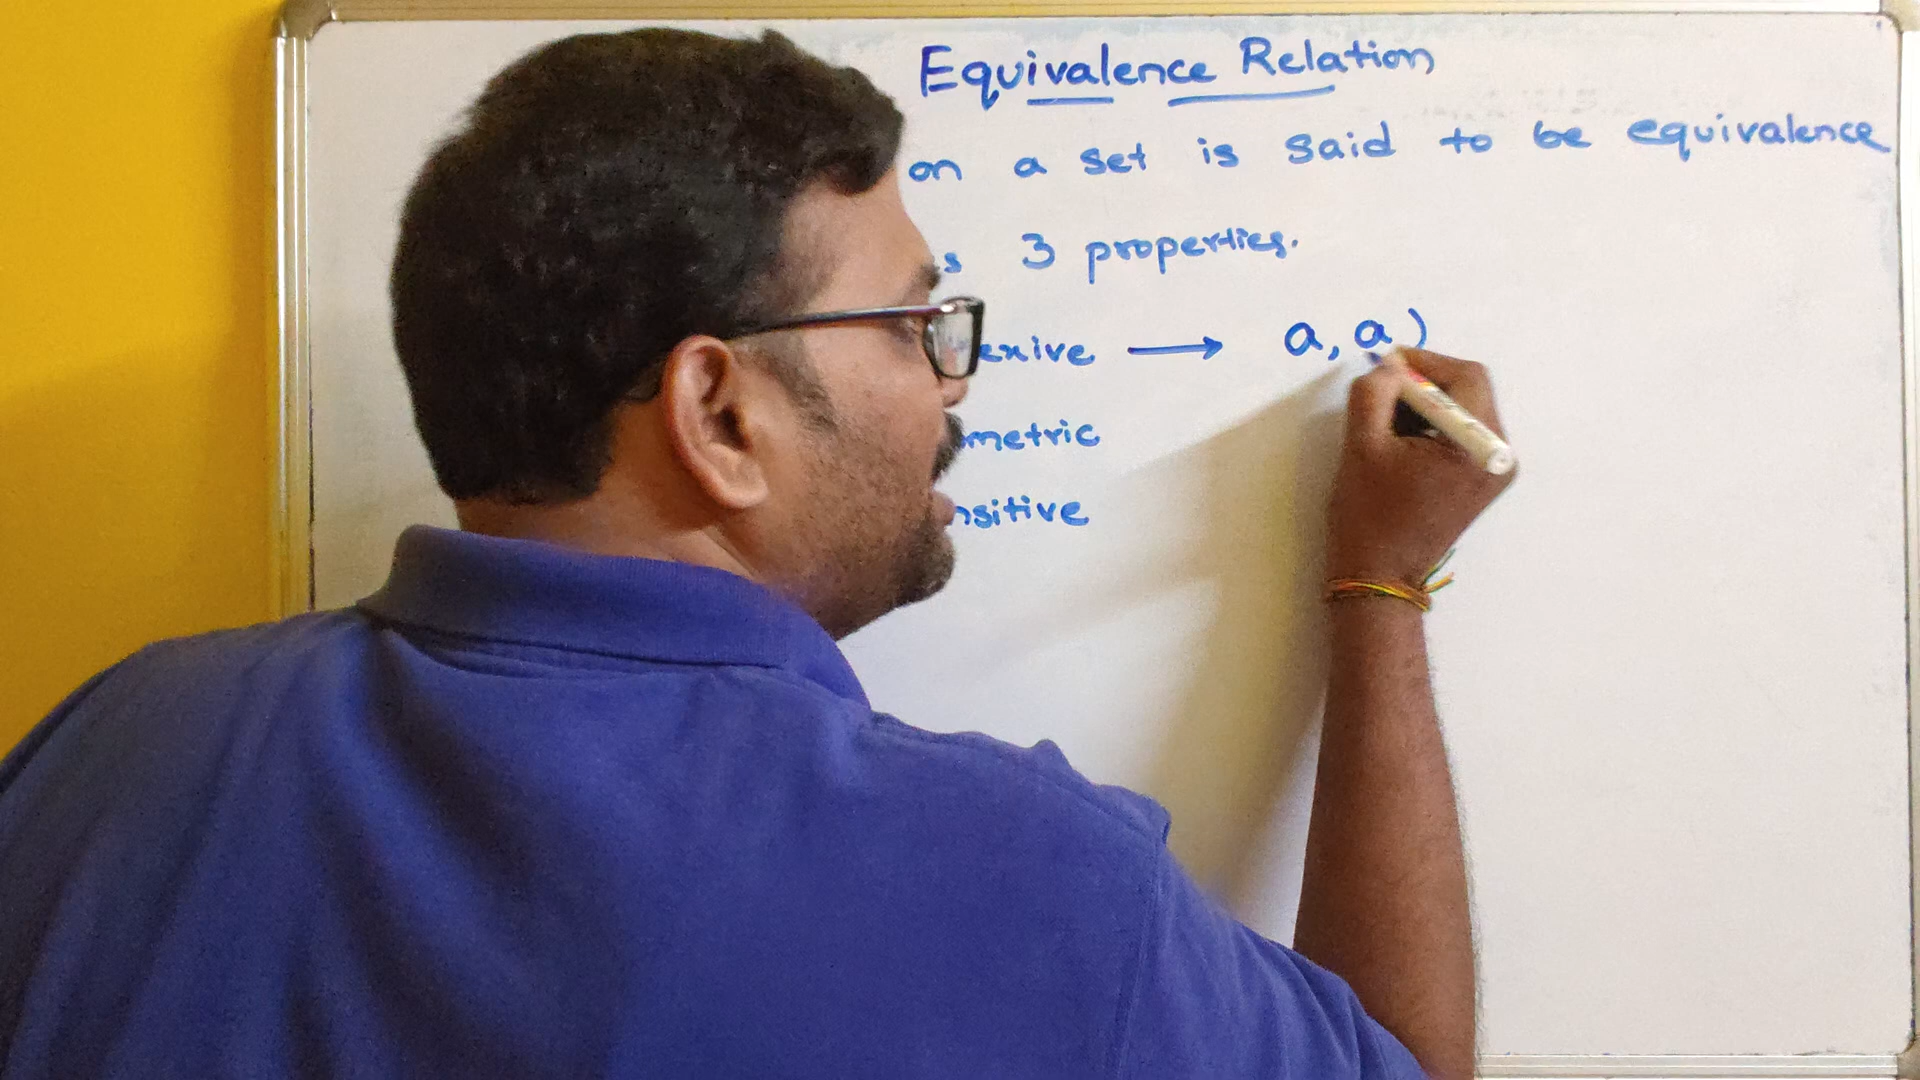 Equivalence Relation
on a set is said to be equivalence
3 properties.
exive → a, a)
metric
nsitive